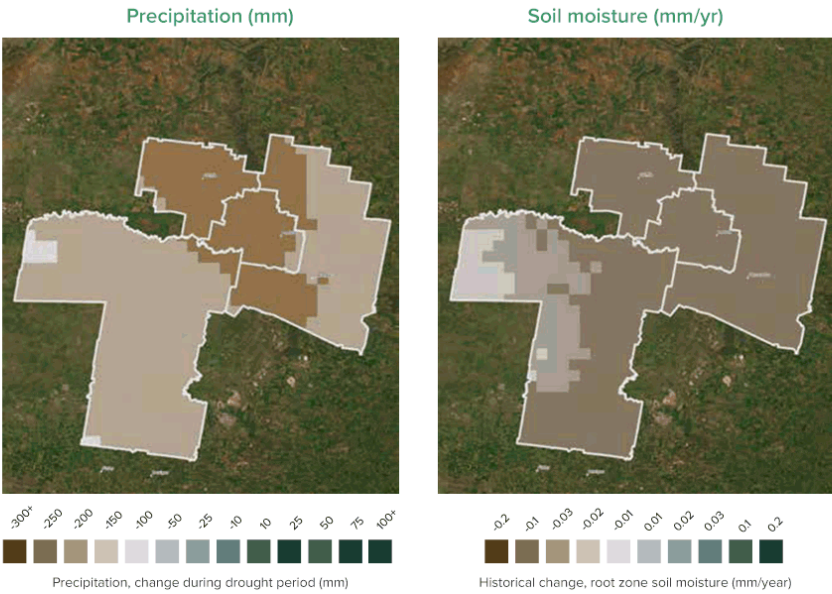 Precipitation (mm)
Soil moisture (mm/yr)
-300+ -250 -200 -150 -100 -50 -25 -10 10 25 50 75 100+
-0.2 -0.1 -0.03 -0.02 -0.01 0.01 0.02 0.03 0.1 0.2
Precipitation, change during drought period (mm)
Historical change, root zone soil moisture (mm/year)